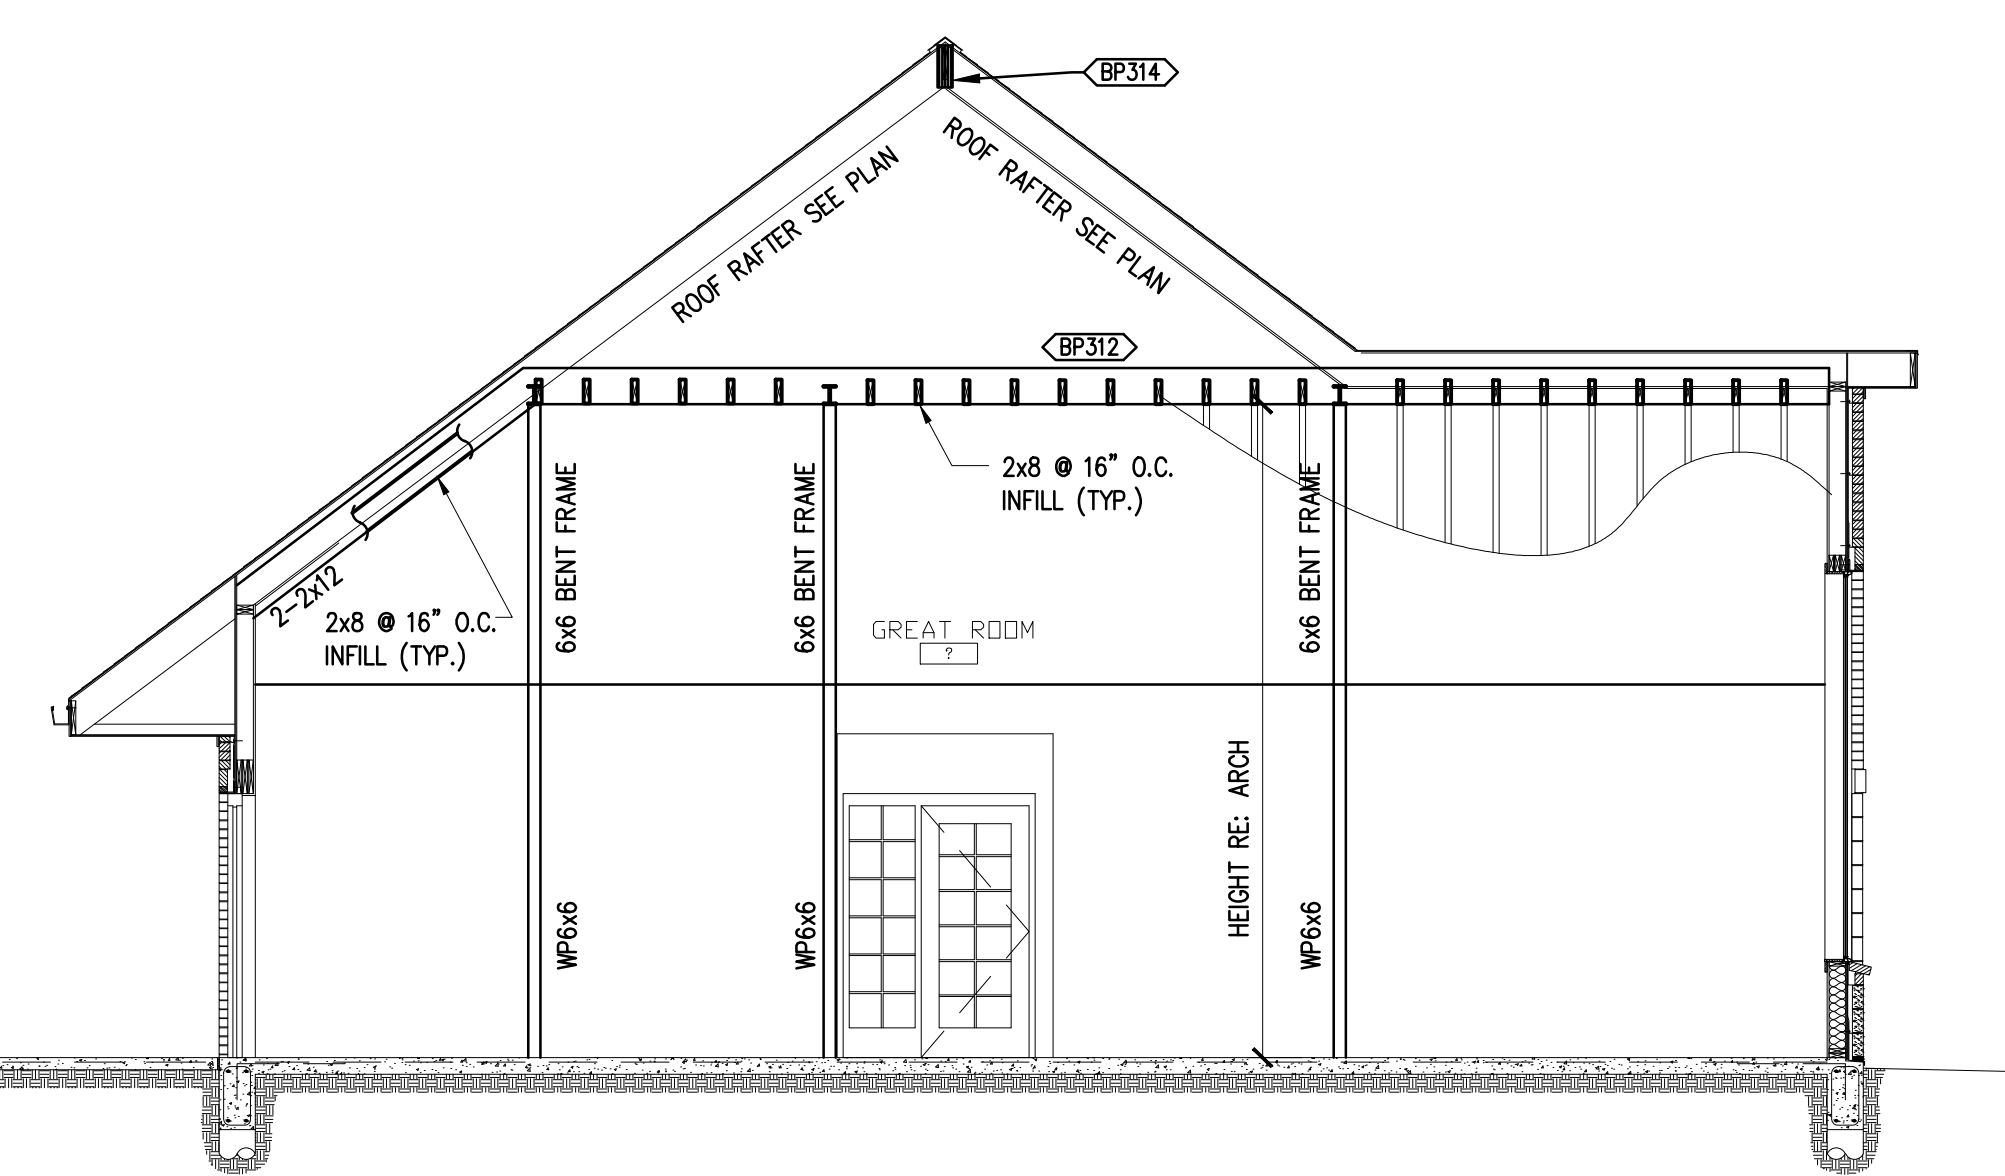 BP314
ROOF RAFTER SEE PLAN
ROOF RAFTER SEE PLAN
BP312
2x8 @ 16” O.C.
INFILL (TYP.)
6x6 BENT FRAME
6x6 BENT FRAME
6x6 BENT FRAME
2-2x12
2x8 @ 16” O.C.
INFILL (TYP.)
GREAT ROOM
?
HEIGHT RE: ARCH
WP6x6
WP6x6
WP6x6